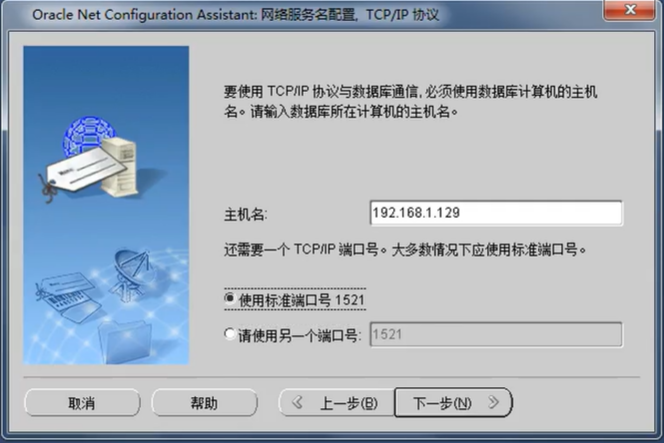 Oracle Net Configuration Assistant: 网络服务名配置, TCP/IP 协议
要使用 TCP/IP 协议与数据库通信,必须使用数据库计算机的主机
名。请输入数据库所在计算机的主机名。
主机名: 192.168.1.129
还需要一个 TCP/IP 端口号。大多数情况下应使用标准端口号。
使用标准端口号 1521
请使用另一个端口号: 1521
取消 帮助 上一步(B) 下一步(N)